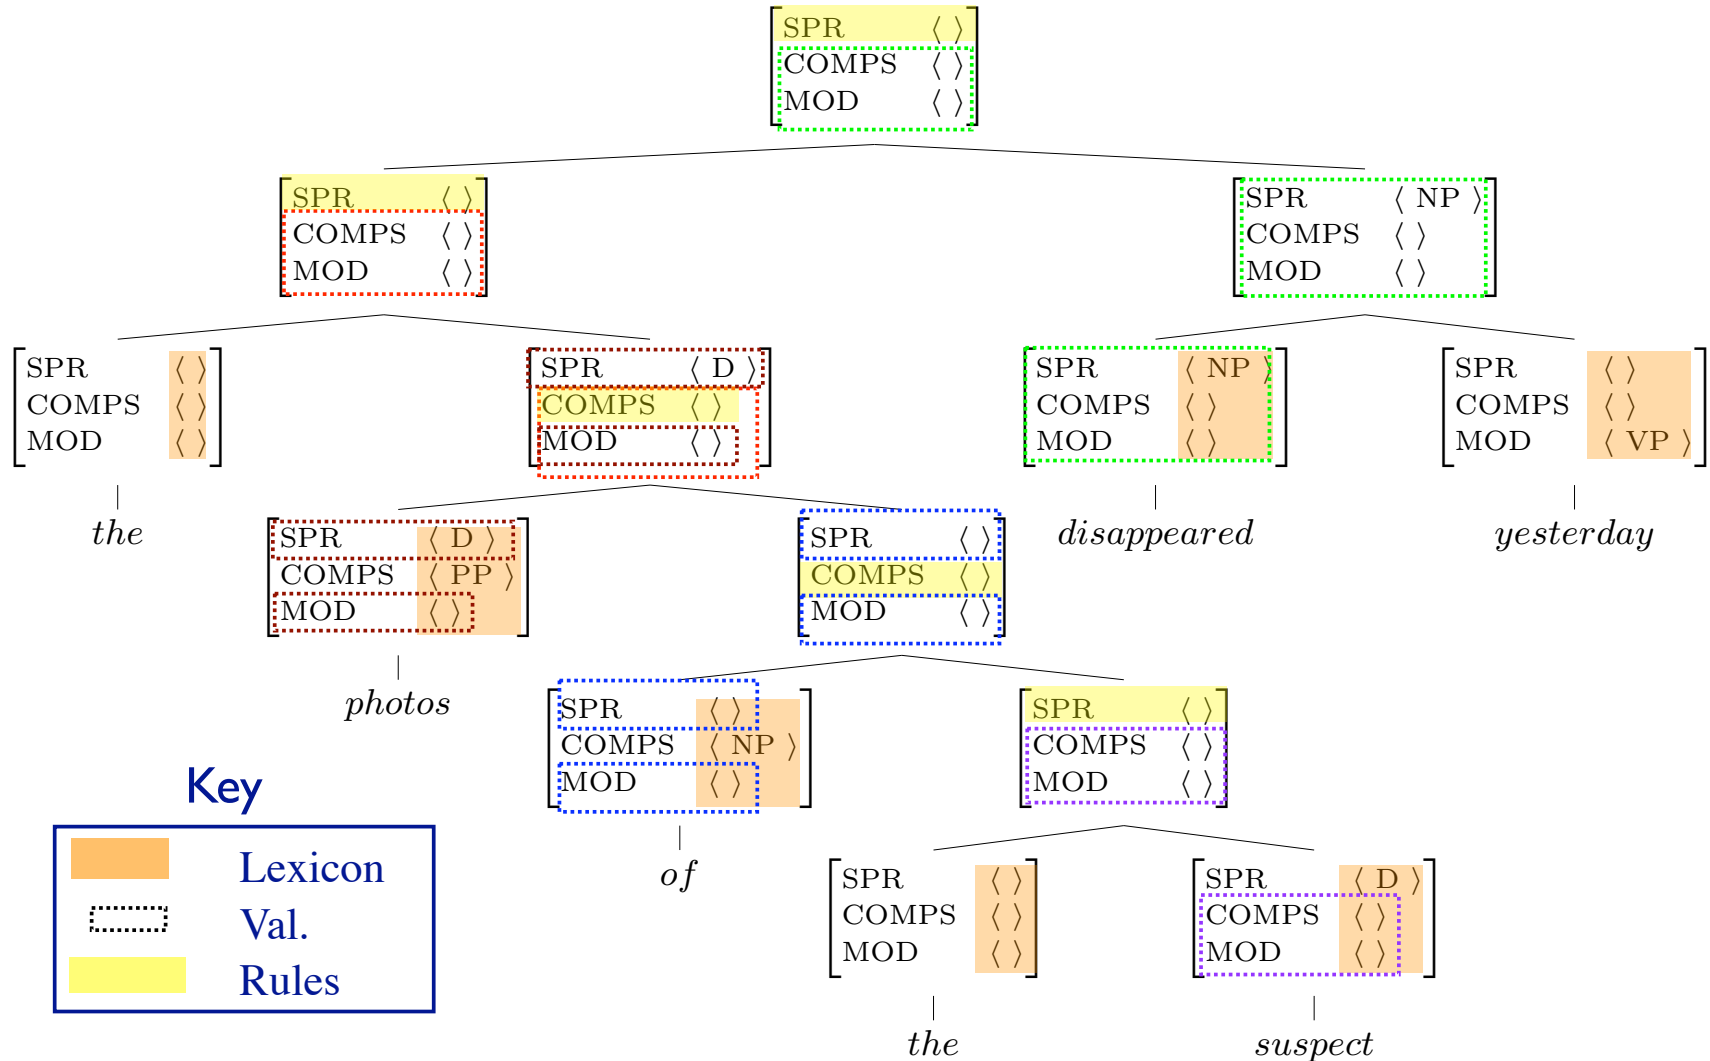 SPR ⟨ ⟩
COMPS ⟨ ⟩
MOD ⟨ ⟩
SPR ⟨ ⟩
COMPS ⟨ ⟩
MOD ⟨ ⟩
SPR ⟨ NP ⟩
COMPS ⟨ ⟩
MOD ⟨ ⟩
SPR ⟨ ⟩
COMPS ⟨ ⟩
MOD ⟨ ⟩
the
SPR ⟨ D ⟩
COMPS ⟨ ⟩
MOD ⟨ ⟩
SPR ⟨ NP ⟩
COMPS ⟨ ⟩
MOD ⟨ ⟩
disappeared
SPR ⟨ ⟩
COMPS ⟨ ⟩
MOD ⟨ VP ⟩
yesterday
SPR ⟨ D ⟩
COMPS ⟨ PP ⟩
MOD ⟨ ⟩
photos
SPR ⟨ ⟩
COMPS ⟨ ⟩
MOD ⟨ ⟩
SPR ⟨ ⟩
COMPS ⟨ NP ⟩
MOD ⟨ ⟩
of
SPR ⟨ ⟩
COMPS ⟨ ⟩
MOD ⟨ ⟩
SPR ⟨ ⟩
COMPS ⟨ ⟩
MOD ⟨ ⟩
the
SPR ⟨ D ⟩
COMPS ⟨ ⟩
MOD ⟨ ⟩
suspect
Key
Lexicon
Val.
Rules